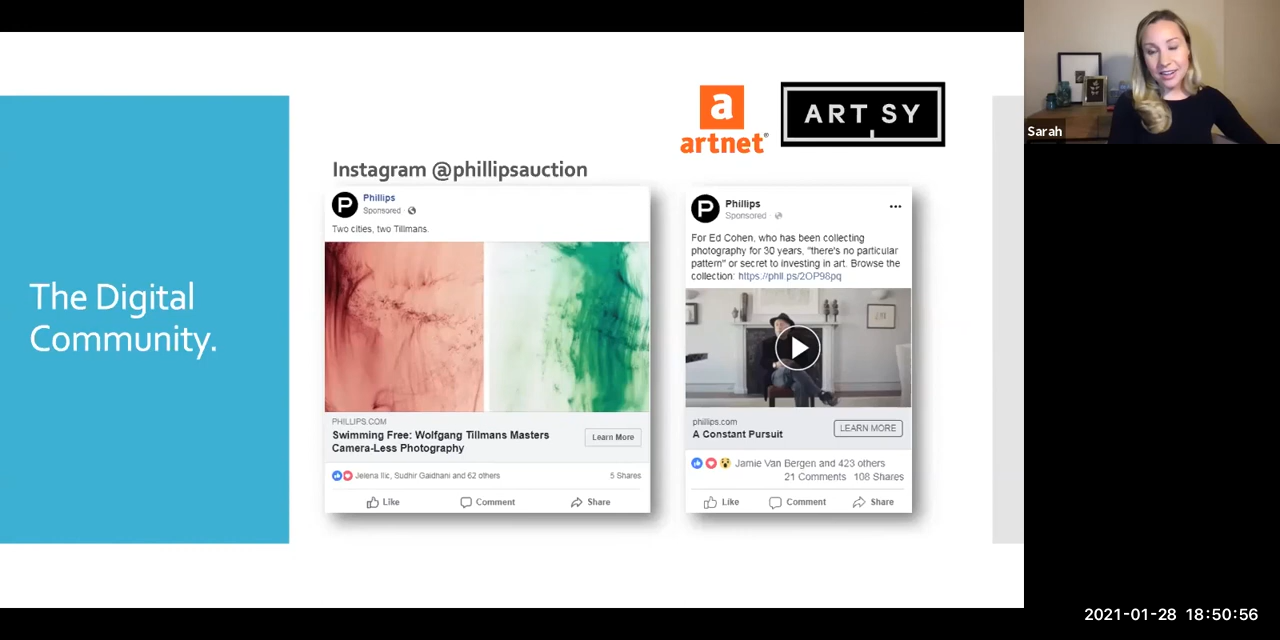 The Digital
Community.
a
artnet®
ARTSY
Instagram @phillipsauction
P
Phillips
Sponsored ·
Two cities, two Tillmans.
PHILLIPS.COM
Swimming Free: Wolfgang Tillmans Masters
Camera-Less Photography
Learn More
Jelena Ilic, Sudhir Gaidhani and 62 others
5 Shares
Like
Comment
Share
P
Phillips
Sponsored ·
For Ed Cohen, who has been collecting
photography for 30 years, "there's no particular
pattern" or secret to investing in art. Browse the
collection: https://phil.ps/2OP98pq
phillips.com
A Constant Pursuit
LEARN MORE
Jamie Van Bergen and 423 others
21 Comments 108 Shares
Like
Comment
Share
Sarah
2021-01-28 18:50:56